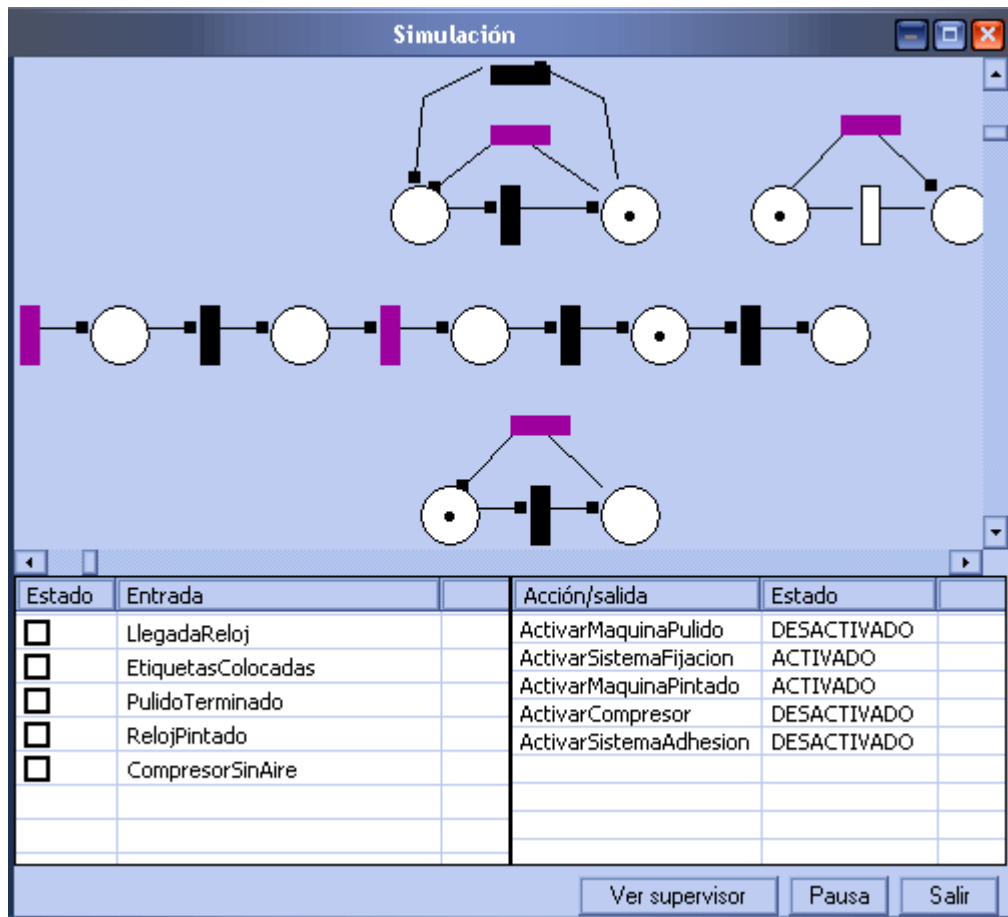 Simulación
Estado Entrada Acción/salida Estado
LlegadaReloj ActivarMaquinaPulido DESACTIVADO
EtiquetasColocadas ActivarSistemaFijacion ACTIVADO
PulidoTerminado ActivarMaquinaPintado ACTIVADO
RelojPintado ActivarCompresor DESACTIVADO
CompresorSinAire ActivarSistemaAdhesion DESACTIVADO
Ver supervisor Pausa Salir